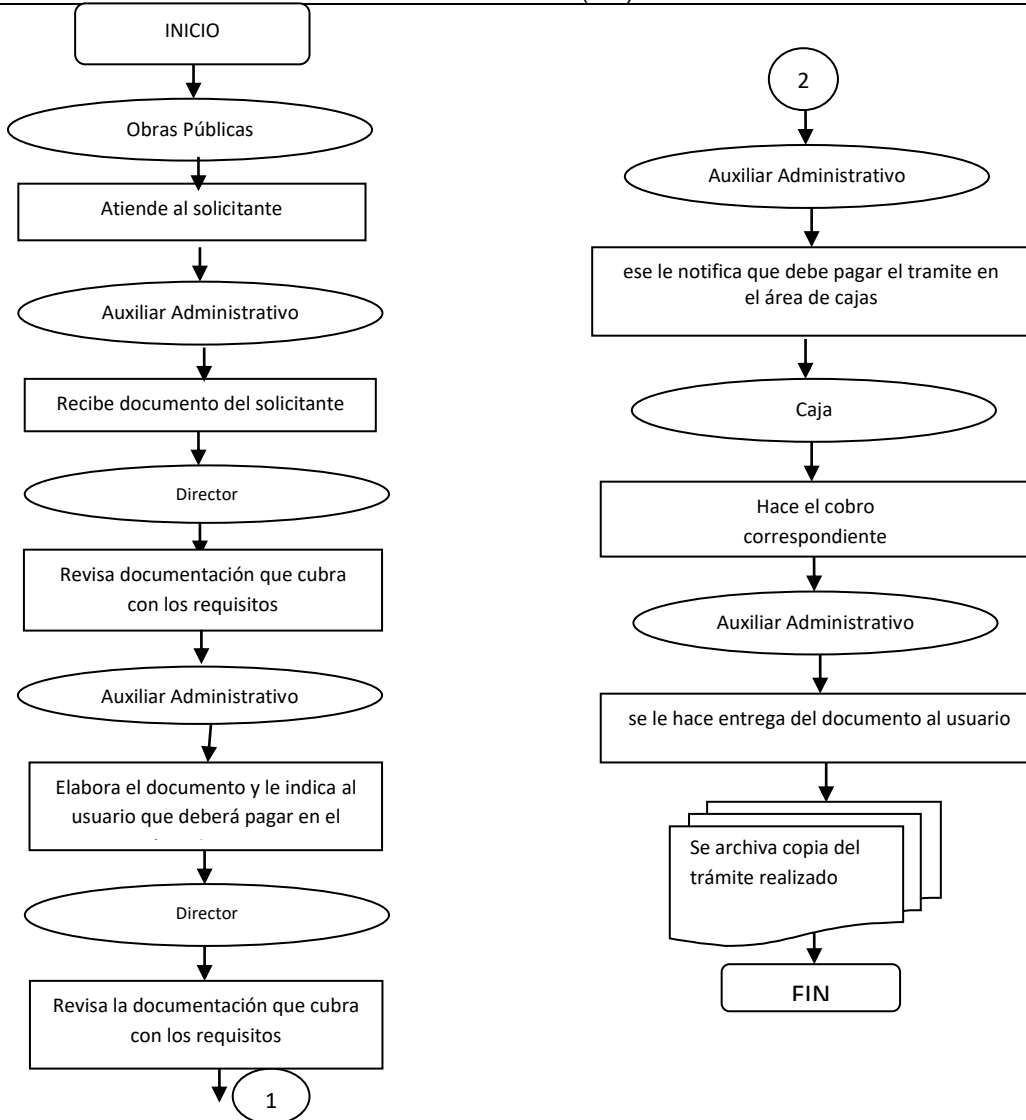 INICIO
Obras Públicas
Atiende al solicitante
Auxiliar Administrativo
Recibe documento del solicitante
Director
Revisa documentación que cubra
con los requisitos
Auxiliar Administrativo
Elabora el documento y le indica al
usuario que deberá pagar en el
Director
Revisa la documentación que cubra
con los requisitos
1
2
Auxiliar Administrativo
ese le notifica que debe pagar el tramite en
el área de cajas
Caja
Hace el cobro
correspondiente
Auxiliar Administrativo
se le hace entrega del documento al usuario
Se archiva copia del
trámite realizado
FIN